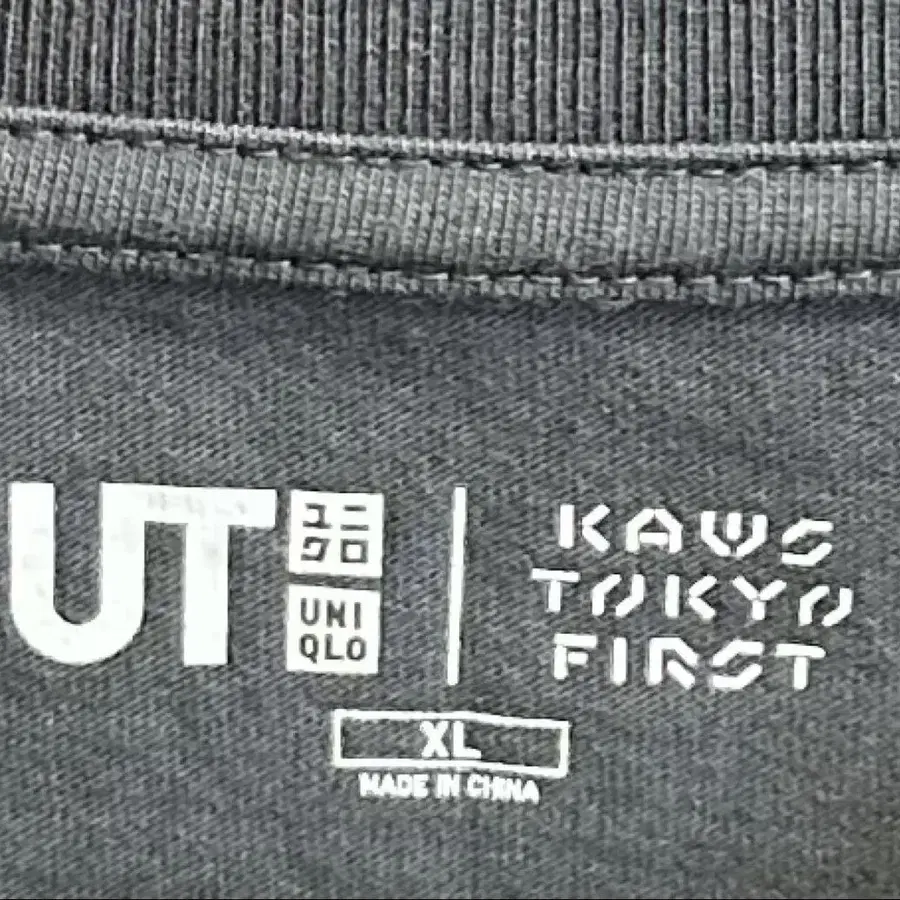 UT
ユニ
クロ
UNI
QLO
KAWS
TOKYO
FIRST
XL
MADE IN CHINA